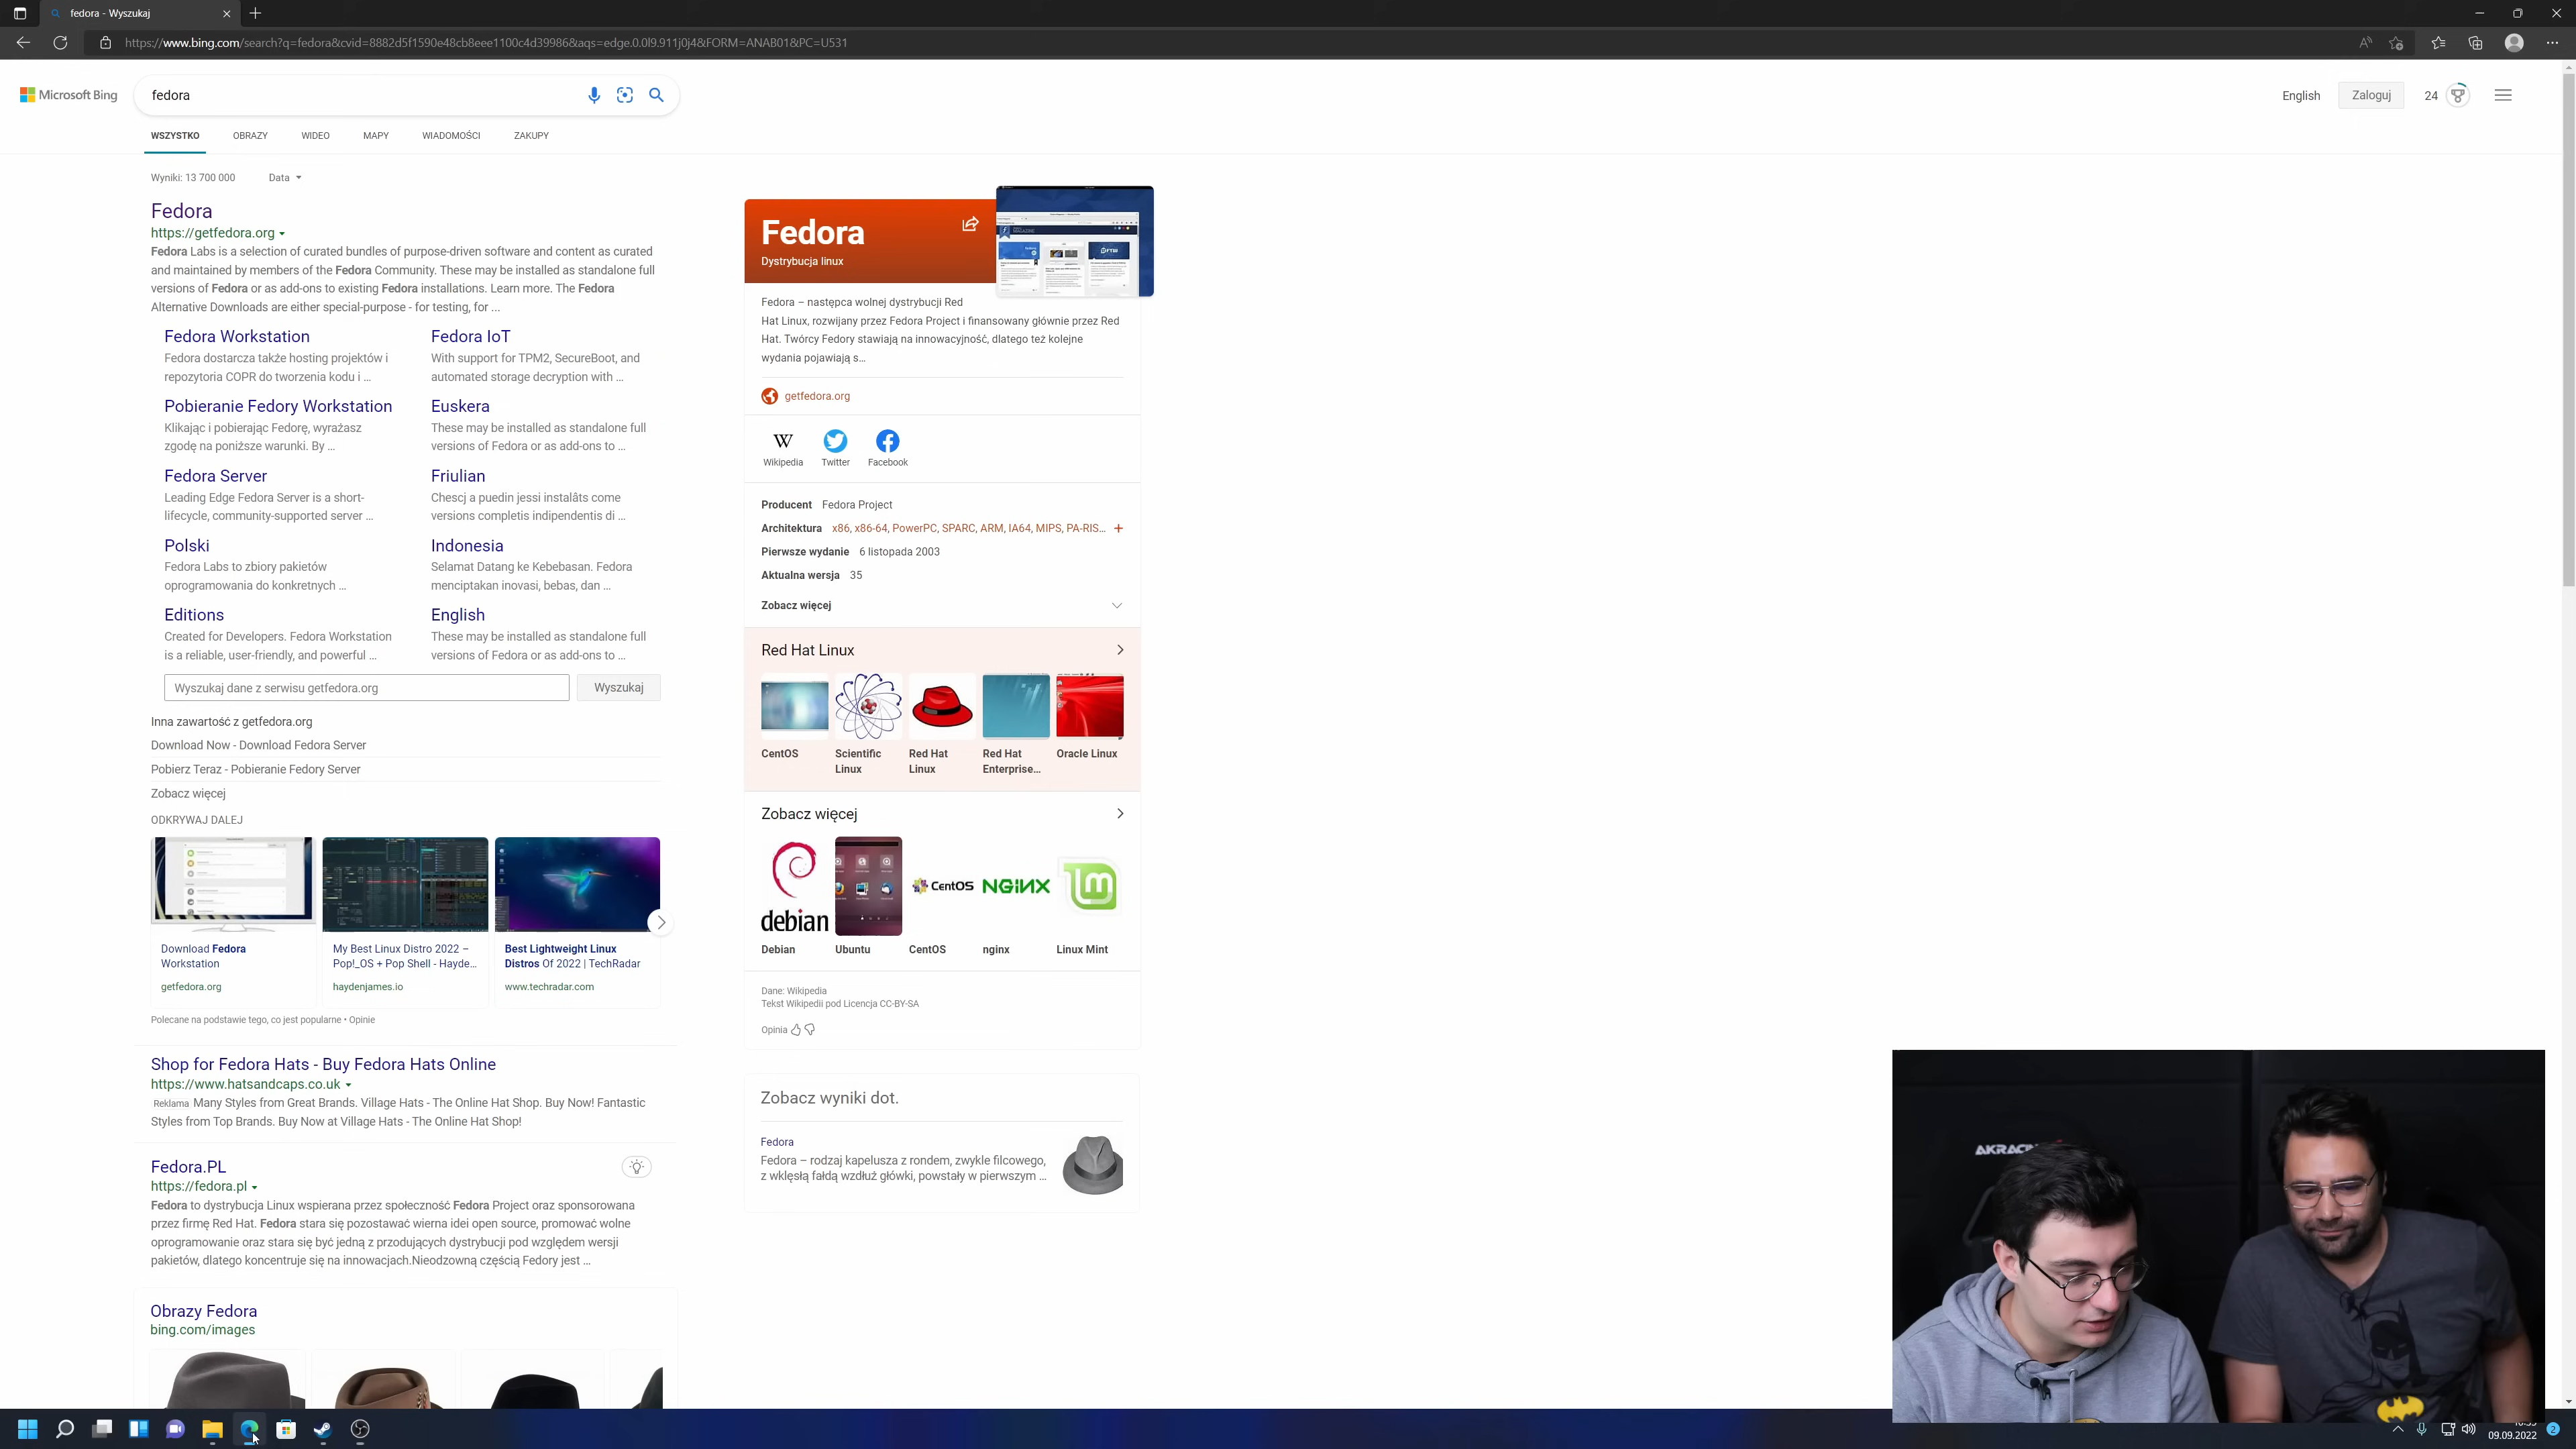 fedora - Wyszukaj
https://www.bing.com/search?q=fedora&cvid=8882d5f1590e48cb8eee1100c4d39986&aqs=edge.0.0l9.911j0j4&FORM=ANAB01&PC=U531
Microsoft Bing
fedora
English
Zaloguj
24
WSZYSTKO
OBRAZY
WIDEO
MAPY
WIADOMOŚCI
ZAKUPY
Wyniki: 13 700 000
Data
Fedora
https://getfedora.org
Fedora Labs is a selection of curated bundles of purpose-driven software and content as curated
and maintained by members of the Fedora Community. These may be installed as standalone full
versions of Fedora or as add-ons to existing Fedora installations. Learn more. The Fedora
Alternative Downloads are either special-purpose - for testing, for ...
Fedora Workstation
Fedora dostarcza także hosting projektów i
repozytoria COPR do tworzenia kodu i ...
Fedora IoT
With support for TPM2, SecureBoot, and
automated storage decryption with ...
Pobieranie Fedory Workstation
Klikając i pobierając Fedorę, wyrażasz
zgodę na poniższe warunki. By ...
Euskera
These may be installed as standalone full
versions of Fedora or as add-ons to ...
Fedora Server
Leading Edge Fedora Server is a short-
lifecycle, community-supported server ...
Friulian
Chescj a puedin jessi instalâts come
versions completis indipendentis di ...
Polski
Fedora Labs to zbiory pakietów
oprogramowania do konkretnych ...
Indonesia
Selamat Datang ke Kebebasan. Fedora
menciptakan inovasi, bebas, dan ...
Editions
Created for Developers. Fedora Workstation
is a reliable, user-friendly, and powerful ...
English
These may be installed as standalone full
versions of Fedora or as add-ons to ...
Wyszukaj dane z serwisu getfedora.org
Wyszukaj
Inna zawartość z getfedora.org
Download Now - Download Fedora Server
Pobierz Teraz - Pobieranie Fedory Server
Zobacz więcej
ODKRYWAJ DALEJ
Download Fedora
Workstation
getfedora.org
My Best Linux Distro 2022 –
Pop!_OS + Pop Shell - Hayde...
haydenjames.io
Best Lightweight Linux
Distros Of 2022 | TechRadar
www.techradar.com
Polecane na podstawie tego, co jest popularne • Opinie
Shop for Fedora Hats - Buy Fedora Hats Online
https://www.hatsandcaps.co.uk
Reklama Many Styles from Great Brands. Village Hats - The Online Hat Shop. Buy Now! Fantastic
Styles from Top Brands. Buy Now at Village Hats - The Online Hat Shop!
Fedora.PL
https://fedora.pl
Fedora to dystrybucja Linux wspierana przez społeczność Fedora Project oraz sponsorowana
przez firmę Red Hat. Fedora stara się pozostawać wierna idei open source, promować wolne
oprogramowanie oraz stara się być jedną z przodujących dystrybucji pod względem wersji
pakietów, dlatego koncentruje się na innowacjach.Nieodzowną częścią Fedory jest ...
Obrazy Fedora
bing.com/images
Fedora
Dystrybucja linux
Fedora – następca wolnej dystrybucji Red
Hat Linux, rozwijany przez Fedora Project i finansowany głównie przez Red
Hat. Twórcy Fedory stawiają na innowacyjność, dlatego też kolejne
wydania pojawiają s...
getfedora.org
Wikipedia
Twitter
Facebook
Producent Fedora Project
Architektura x86, x86-64, PowerPC, SPARC, ARM, IA64, MIPS, PA-RIS... +
Pierwsze wydanie 6 listopada 2003
Aktualna wersja 35
Zobacz więcej
Red Hat Linux
CentOS
Scientific
Linux
Red Hat
Linux
Red Hat
Enterprise...
Oracle Linux
Zobacz więcej
debian
CentOS
NGINX
Debian
Ubuntu
CentOS
nginx
Linux Mint
Dane: Wikipedia
Tekst Wikipedii pod Licencja CC-BY-SA
Opinia
Zobacz wyniki dot.
Fedora
Fedora – rodzaj kapelusza z rondem, zwykle filcowego,
z wklęsłą fałdą wzdłuż główki, powstały w pierwszym ...
09.09.2022
2